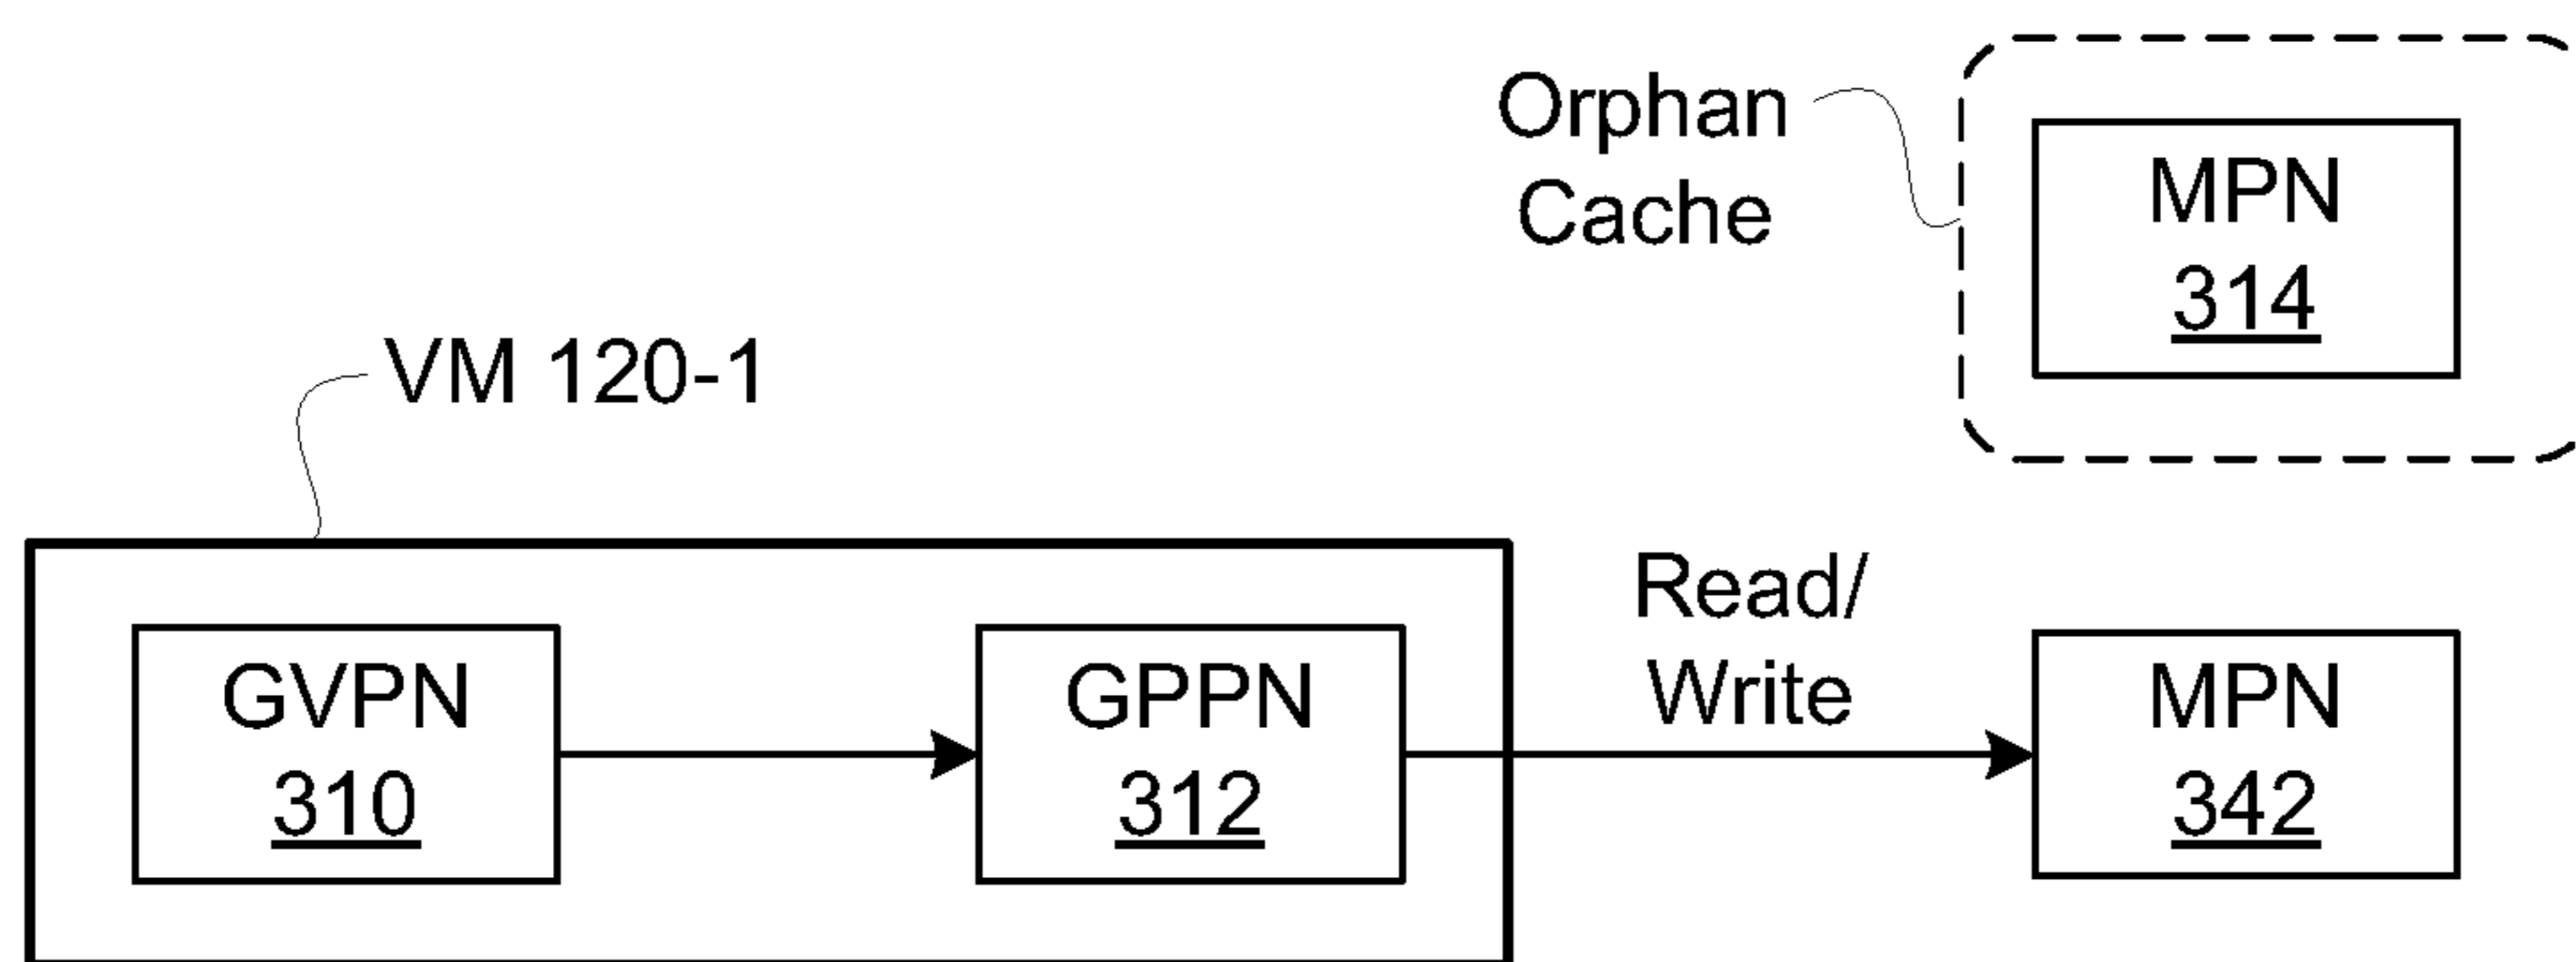 Orphan
Cache
MPN
314
VM 120-1
GVPN
310
GPPN
312
Read/
Write
MPN
342